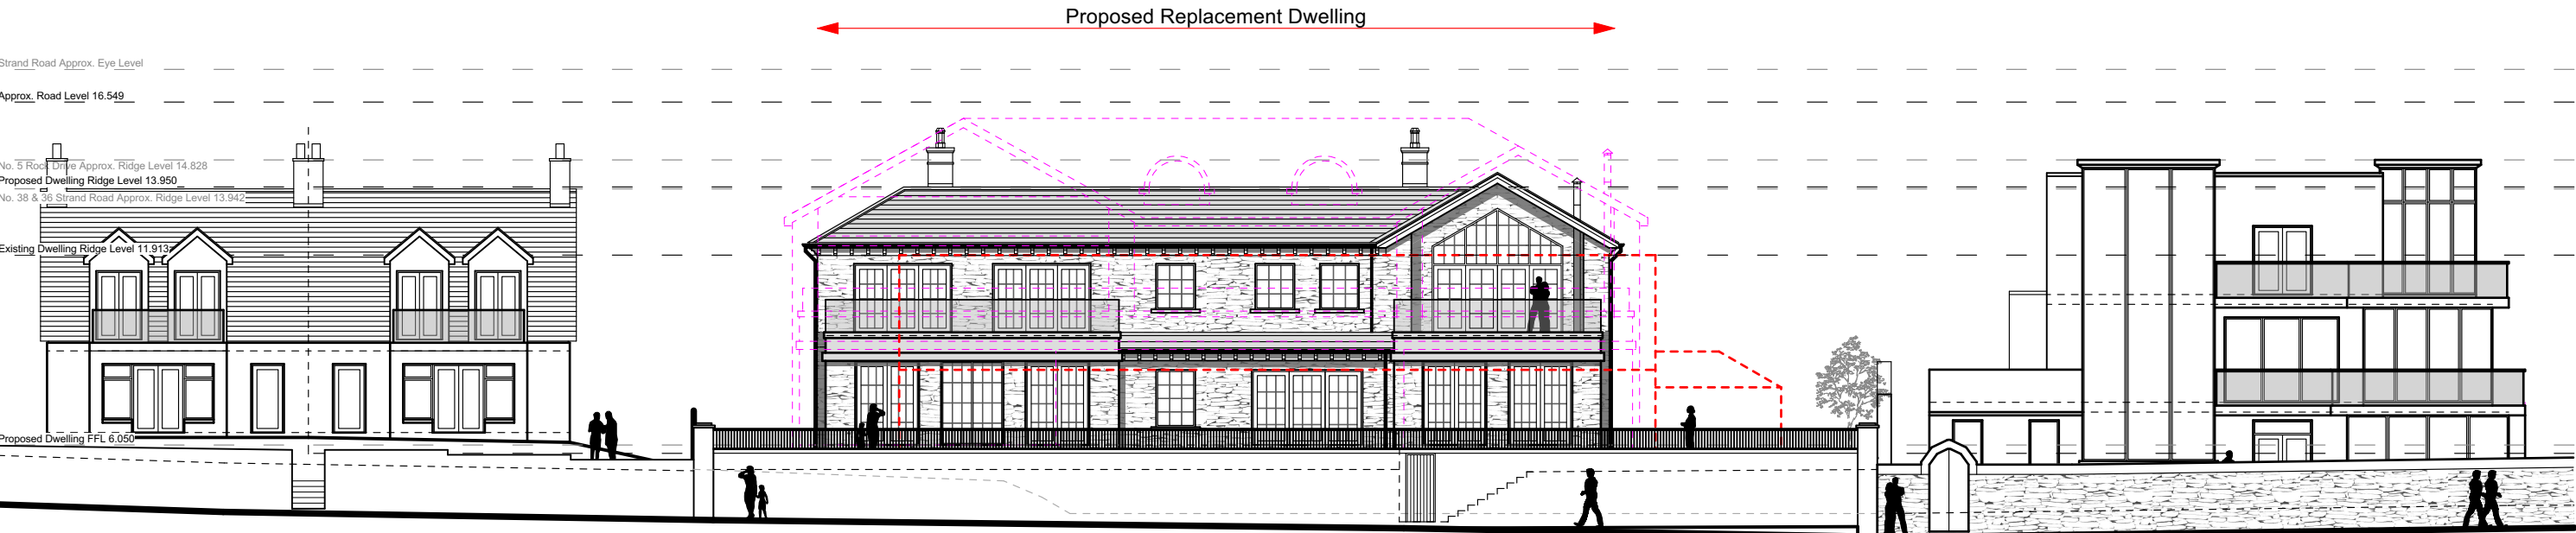 Proposed Replacement Dwelling
Strand Road Approx. Eye Level
Approx. Road Level 16.549
No. 5 Rock Drive Approx. Ridge Level 14.828
Proposed Dwelling Ridge Level 13.950
No. 38 & 36 Strand Road Approx. Ridge Level 13.942
Existing Dwelling Ridge Level 11.913
Proposed Dwelling FFL 6.050